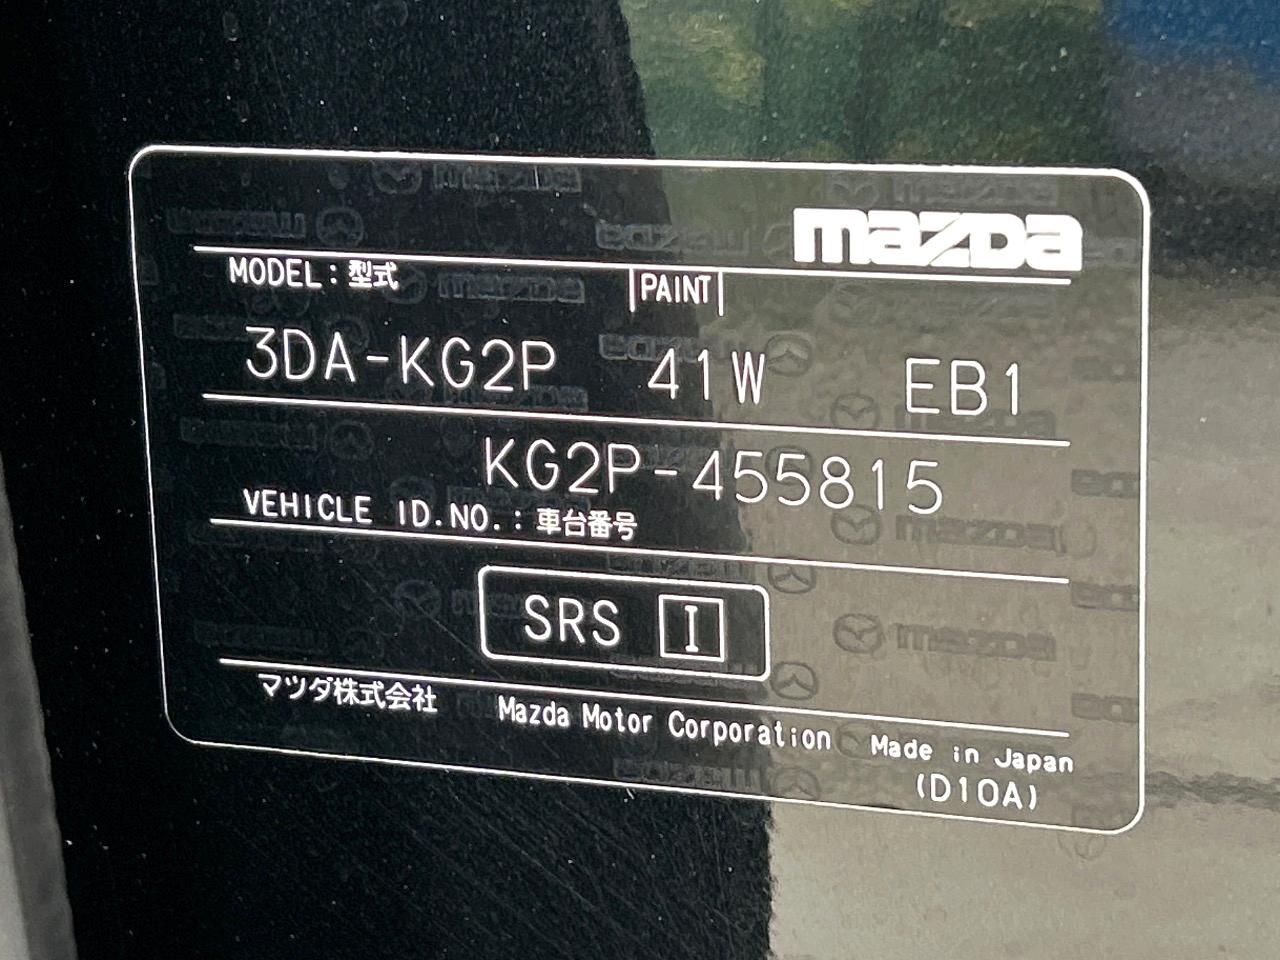 mazda
MODEL : 型式 PAINT
3DA-KG2P 41W EB1
KG2P-455815
VEHICLE ID.NO. : 車台番号
SRS I
マツダ株式会社 Mazda Motor Corporation Made in Japan
(D10A)